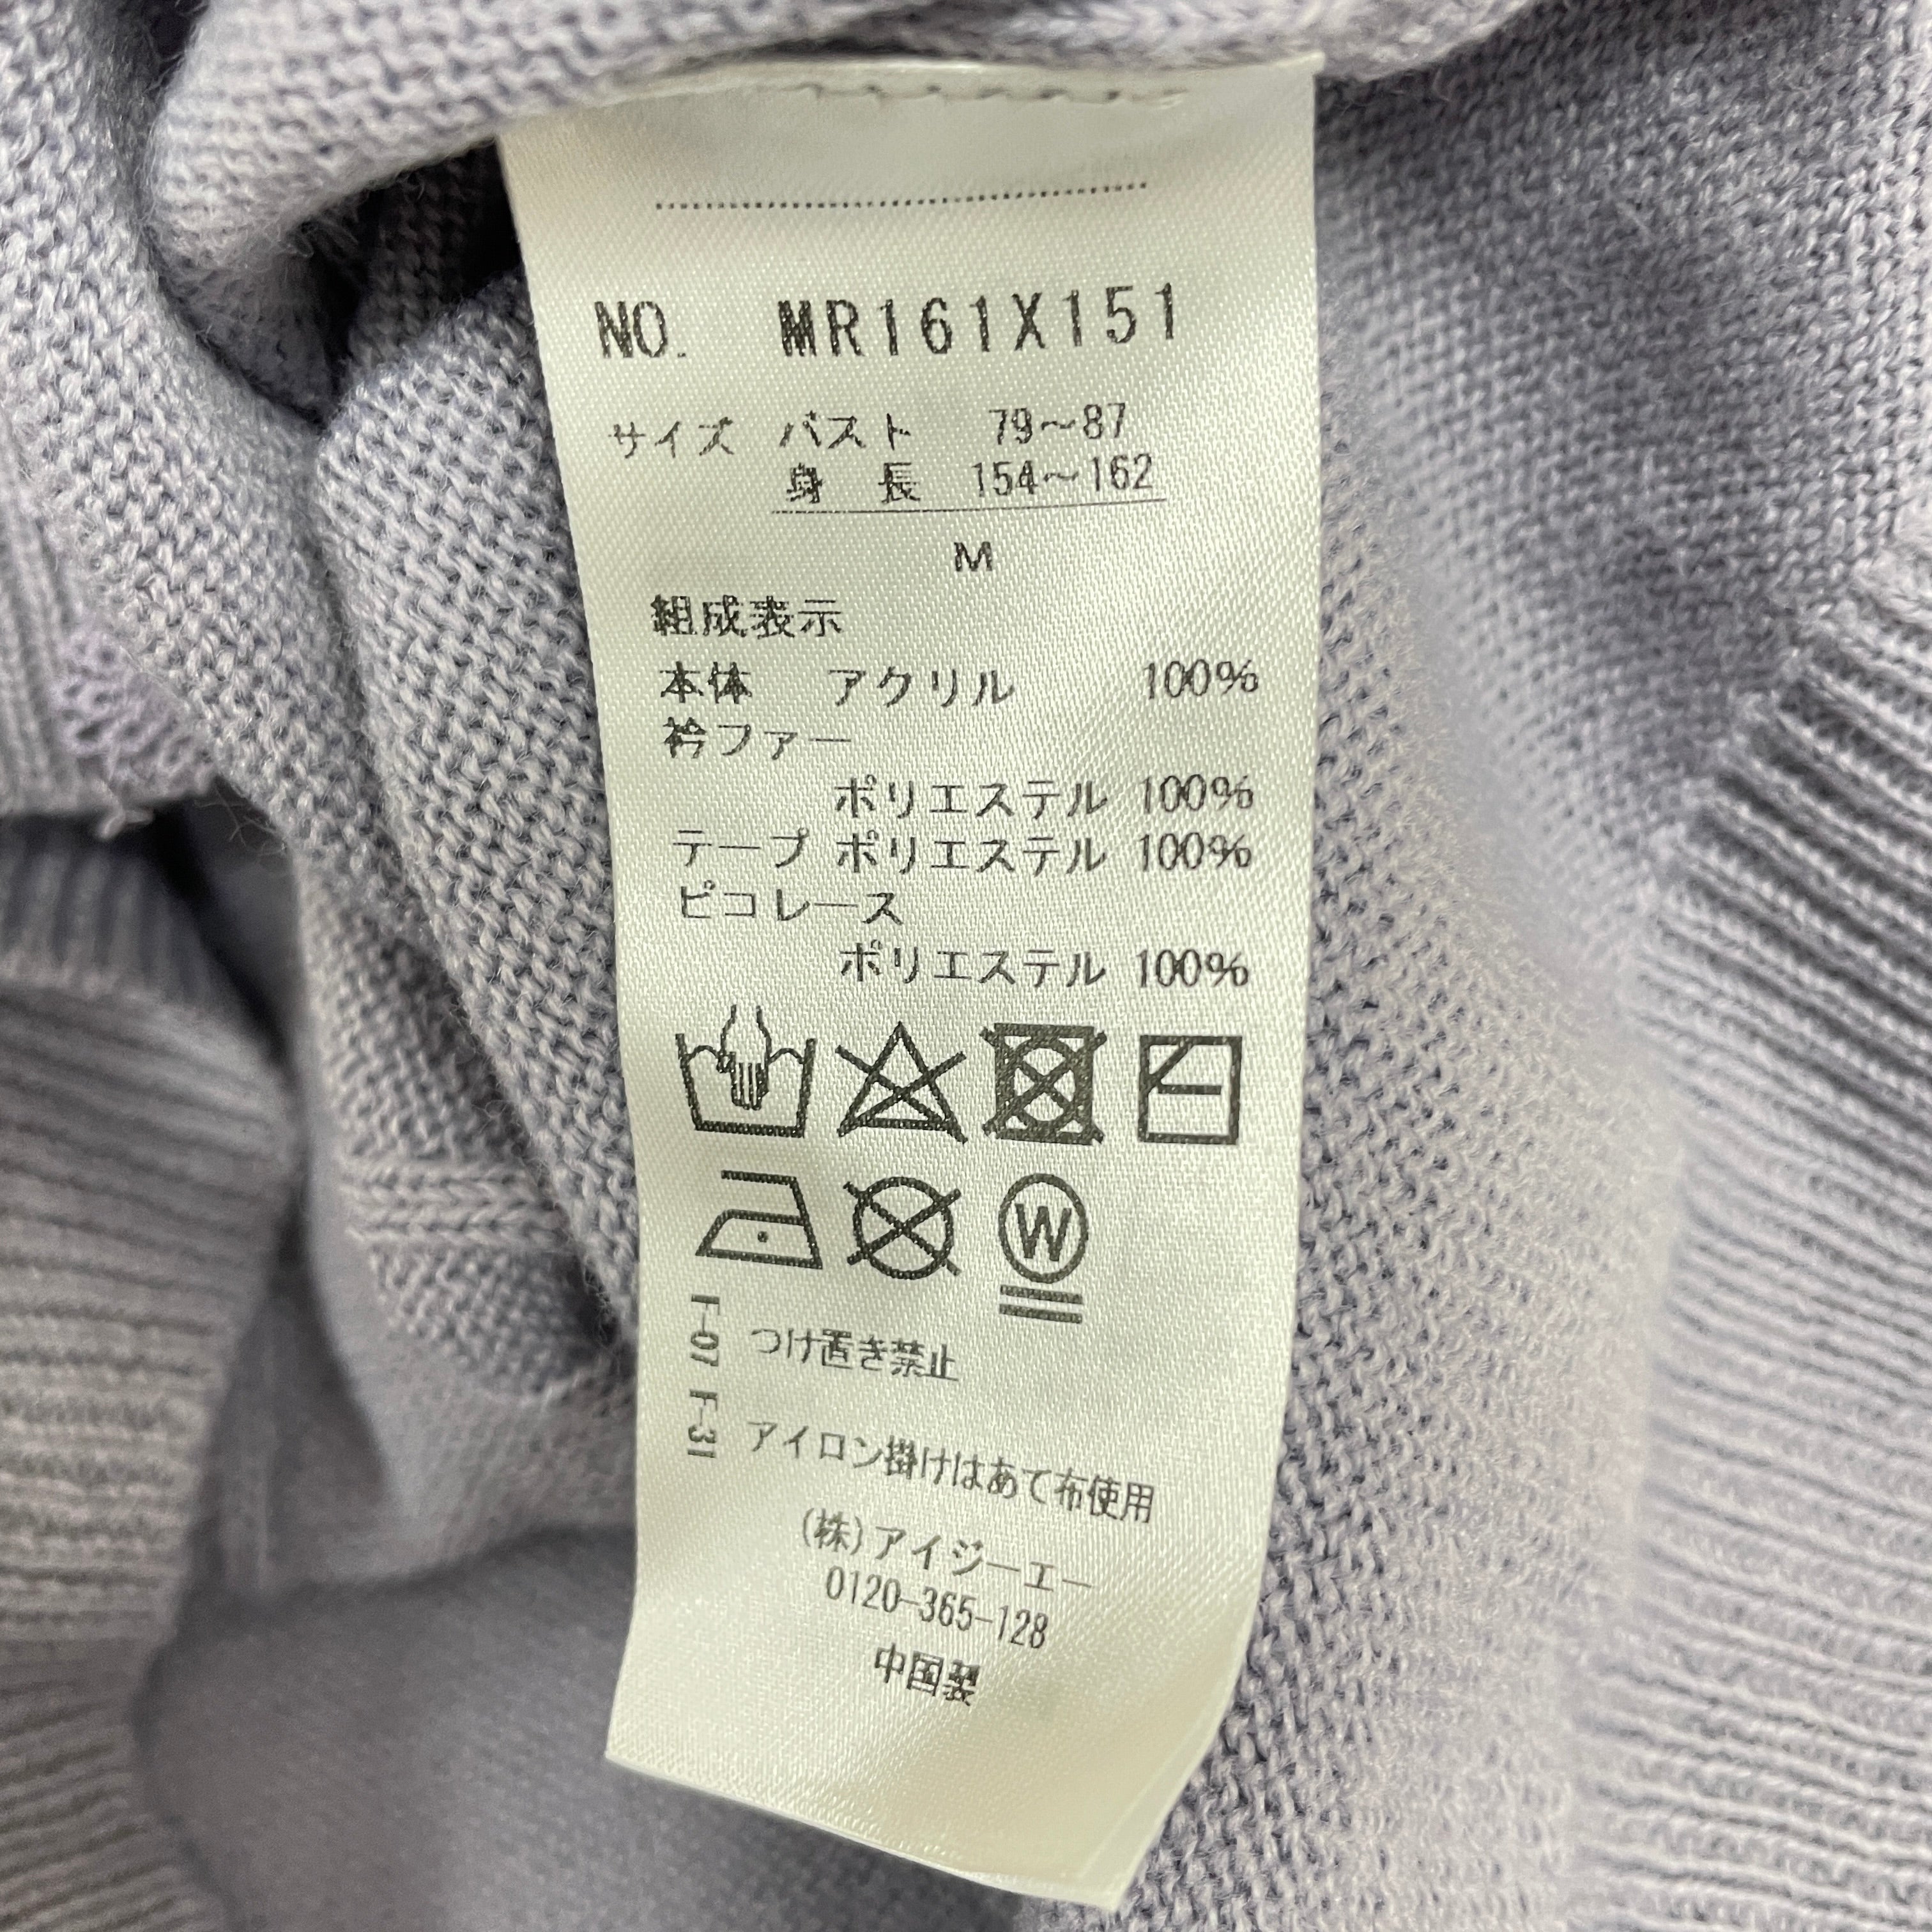 NO. MR161X151
サイズ バスト 79～87
身 長 154～162
M
組成表示
本体 アクリル 100%
衿ファー
ポリエステル 100%
テープ ポリエステル 100%
ピコレース
ポリエステル 100%
W
F-07 つけ置き禁止
F-31 アイロン掛けはあて布使用
(株)アイジーエー
0120-365-128
中国製